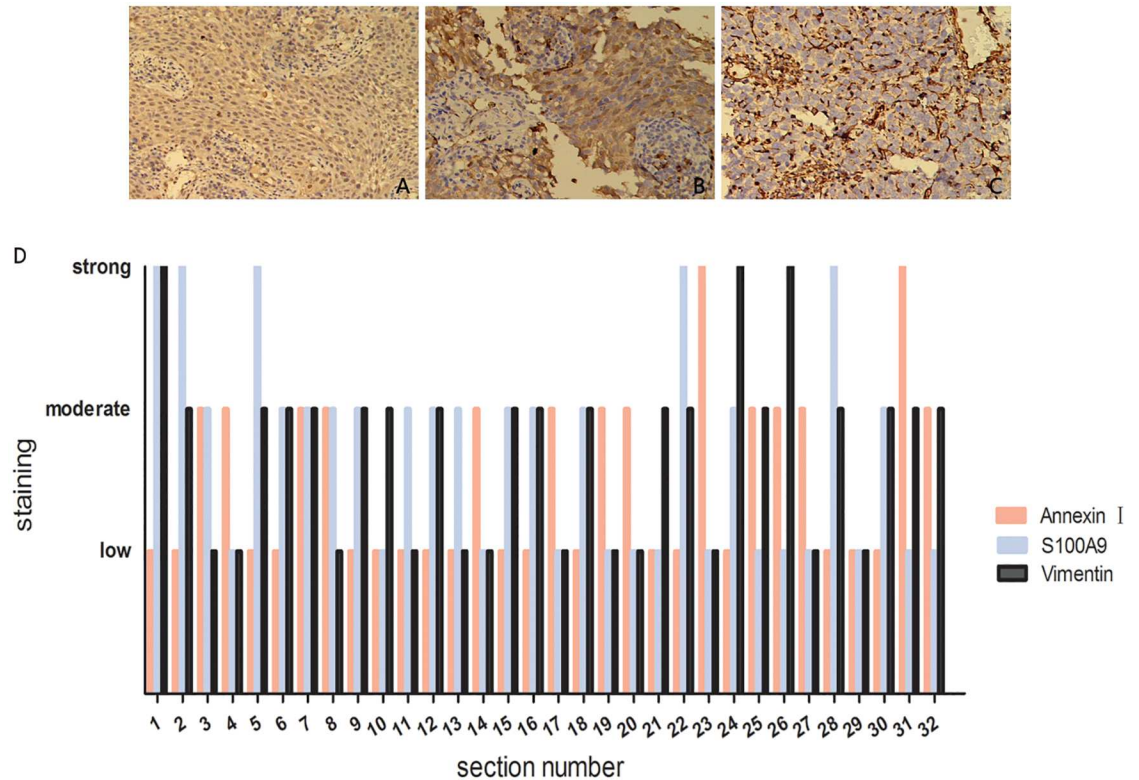 A
B
C
D
strong
moderate
low
staining
1 2 3 4 5 6 7 8 9 10 11 12 13 14 15 16 17 18 19 20 21 22 23 24 25 26 27 28 29 30 31 32
section number
Annexin I
S100A9
Vimentin